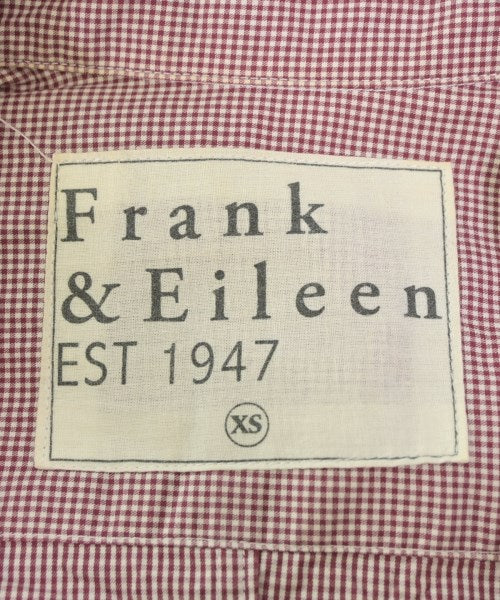 Frank
& Eileen
EST 1947
XS